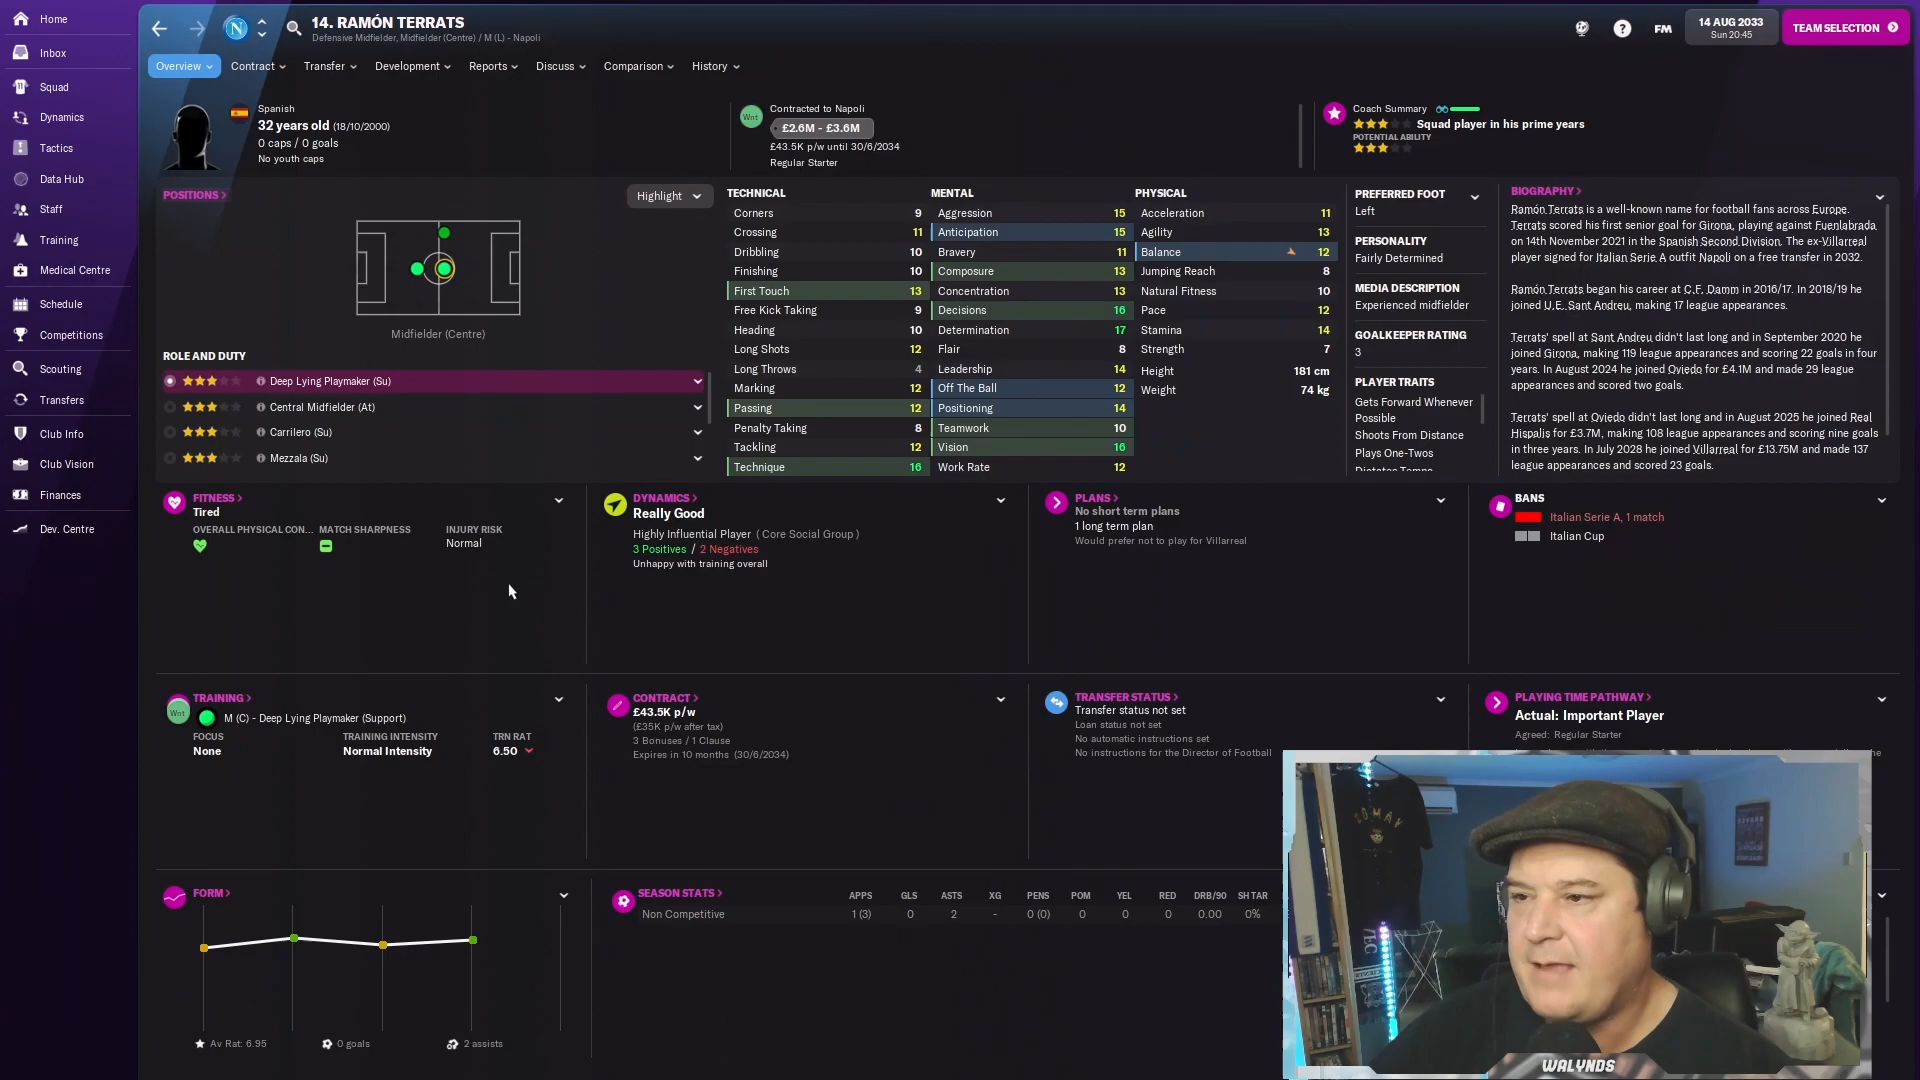 Home
Inbox
Squad
Dynamics
Tactics
Data Hub
Staff
Training
Medical Centre
Schedule
Competitions
Scouting
Transfers
Club Info
Club Vision
Finances
Dev. Centre
14. RAMÓN TERRATS
Defensive Midfielder, Midfielder (Centre) / M (L) - Napoli
FM
14 AUG 2033
Sun 20:45
TEAM SELECTION
Overview Contract Transfer Development Reports Discuss Comparison History
Spanish
32 years old (18/10/2000)
0 caps / 0 goals
No youth caps
Wnt
Contracted to Napoli
£2.6M - £3.6M
£43.5K p/w until 30/6/2034
Regular Starter
Coach Summary
Squad player in his prime years
POTENTIAL ABILITY
POSITIONS
Highlight
Midfielder (Centre)
ROLE AND DUTY
Deep Lying Playmaker (Su)
Central Midfielder (At)
Carrilero (Su)
Mezzala (Su)
TECHNICAL
Corners 9
Crossing 11
Dribbling 10
Finishing 10
First Touch 13
Free Kick Taking 9
Heading 10
Long Shots 12
Long Throws 4
Marking 12
Passing 12
Penalty Taking 8
Tackling 12
Technique 16
MENTAL
Aggression 15
Anticipation 15
Bravery 11
Composure 13
Concentration 13
Decisions 16
Determination 17
Flair 8
Leadership 14
Off The Ball 12
Positioning 14
Teamwork 10
Vision 16
Work Rate 12
PHYSICAL
Acceleration 11
Agility 13
Balance 12
Jumping Reach 8
Natural Fitness 10
Pace 12
Stamina 14
Strength 7
Height 181 cm
Weight 74 kg
PREFERRED FOOT
Left
PERSONALITY
Fairly Determined
MEDIA DESCRIPTION
Experienced midfielder
GOALKEEPER RATING
3
PLAYER TRAITS
Gets Forward Whenever
Possible
Shoots From Distance
Plays One-Twos
Dictates Tempo
BIOGRAPHY
Ramón Terrats is a well-known name for football fans across Europe.
Terrats scored his first senior goal for Girona, playing against Fuenlabrada
on 14th November 2021 in the Spanish Second Division. The ex-Villarreal
player signed for Italian Serie A outfit Napoli on a free transfer in 2032.
Ramón Terrats began his career at C.F. Damm in 2016/17. In 2018/19 he
joined U.E. Sant Andreu, making 17 league appearances.
Terrats' spell at Sant Andreu didn't last long and in September 2020 he
joined Girona, making 119 league appearances and scoring 22 goals in four
years. In August 2024 he joined Oviedo for £4.1M and made 29 league
appearances and scored two goals.
Terrats' spell at Oviedo didn't last long and in August 2025 he joined Real
Hispalis for £3.7M, making 108 league appearances and scoring nine goals
in three years. In July 2028 he joined Villarreal for £13.75M and made 137
league appearances and scored 23 goals.
FITNESS
Tired
OVERALL PHYSICAL CON... MATCH SHARPNESS INJURY RISK
Normal
DYNAMICS
Really Good
Highly Influential Player ( Core Social Group )
3 Positives / 2 Negatives
Unhappy with training overall
PLANS
No short term plans
1 long term plan
Would prefer not to play for Villarreal
BANS
Italian Serie A, 1 match
Italian Cup
TRAINING
Wnt
M (C) - Deep Lying Playmaker (Support)
FOCUS TRAINING INTENSITY TRN RAT
None Normal Intensity 6.50
CONTRACT
£43.5K p/w
(£35K p/w after tax)
3 Bonuses / 1 Clause
Expires in 10 months (30/6/2034)
TRANSFER STATUS
Transfer status not set
Loan status not set
No automatic instructions set
No instructions for the Director of Football
PLAYING TIME PATHWAY
Actual: Important Player
Agreed: Regular Starter
FORM
Av Rat: 6.95 0 goals 2 assists
SEASON STATS APPS GLS ASTS XG PENS POM YEL RED DRB/90 SH TAR
Non Competitive 1 (3) 0 2 - 0 (0) 0 0 0 0.00 0%
WALYNDS